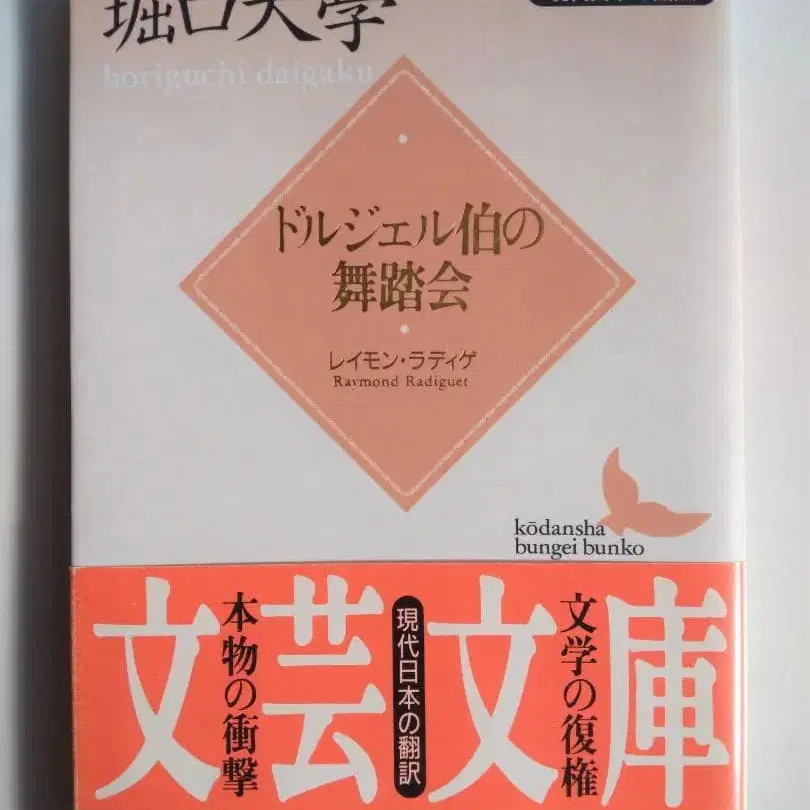 堀口大學
horiguchi daigaku
ドルジェル伯の
舞踏会
レイモン・ラディゲ
Raymond Radiguet
kōdansha
bungei bunko
文芸文庫
文学の復権
現代日本の翻訳
本物の衝撃